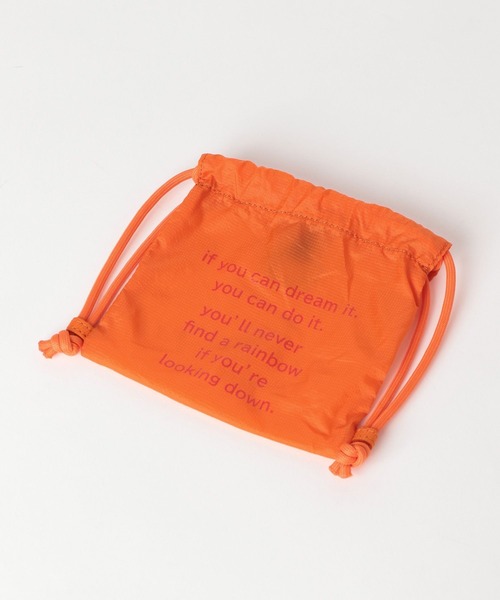 if you can dream it.
you can do it.
you'll never
find a rainbow
if you're
looking down.